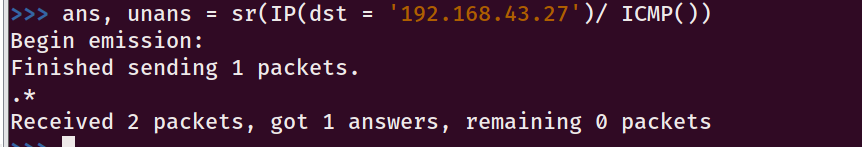 >>> ans, unans = sr(IP(dst = '192.168.43.27')/ ICMP())
Begin emission:
Finished sending 1 packets.
.*
Received 2 packets, got 1 answers, remaining 0 packets
>>>